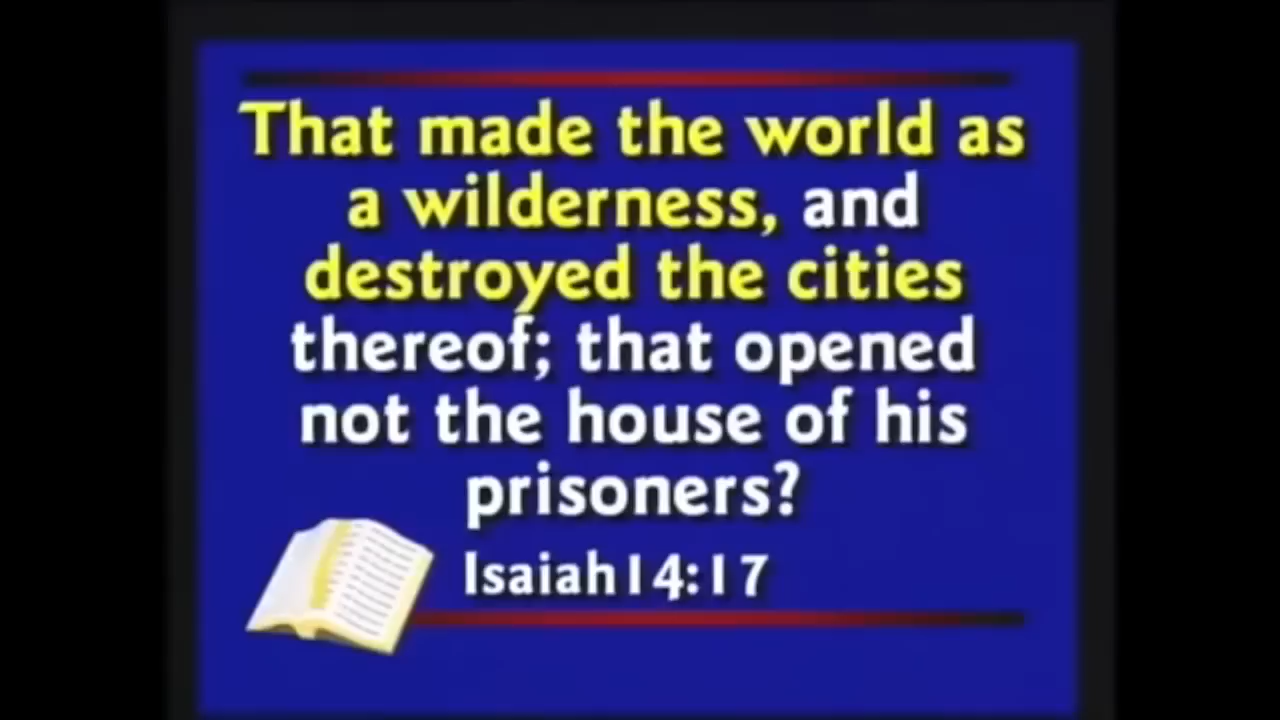 That made the world as
a wilderness, and
destroyed the cities
thereof; that opened
not the house of his
prisoners?
Isaiah 14:17